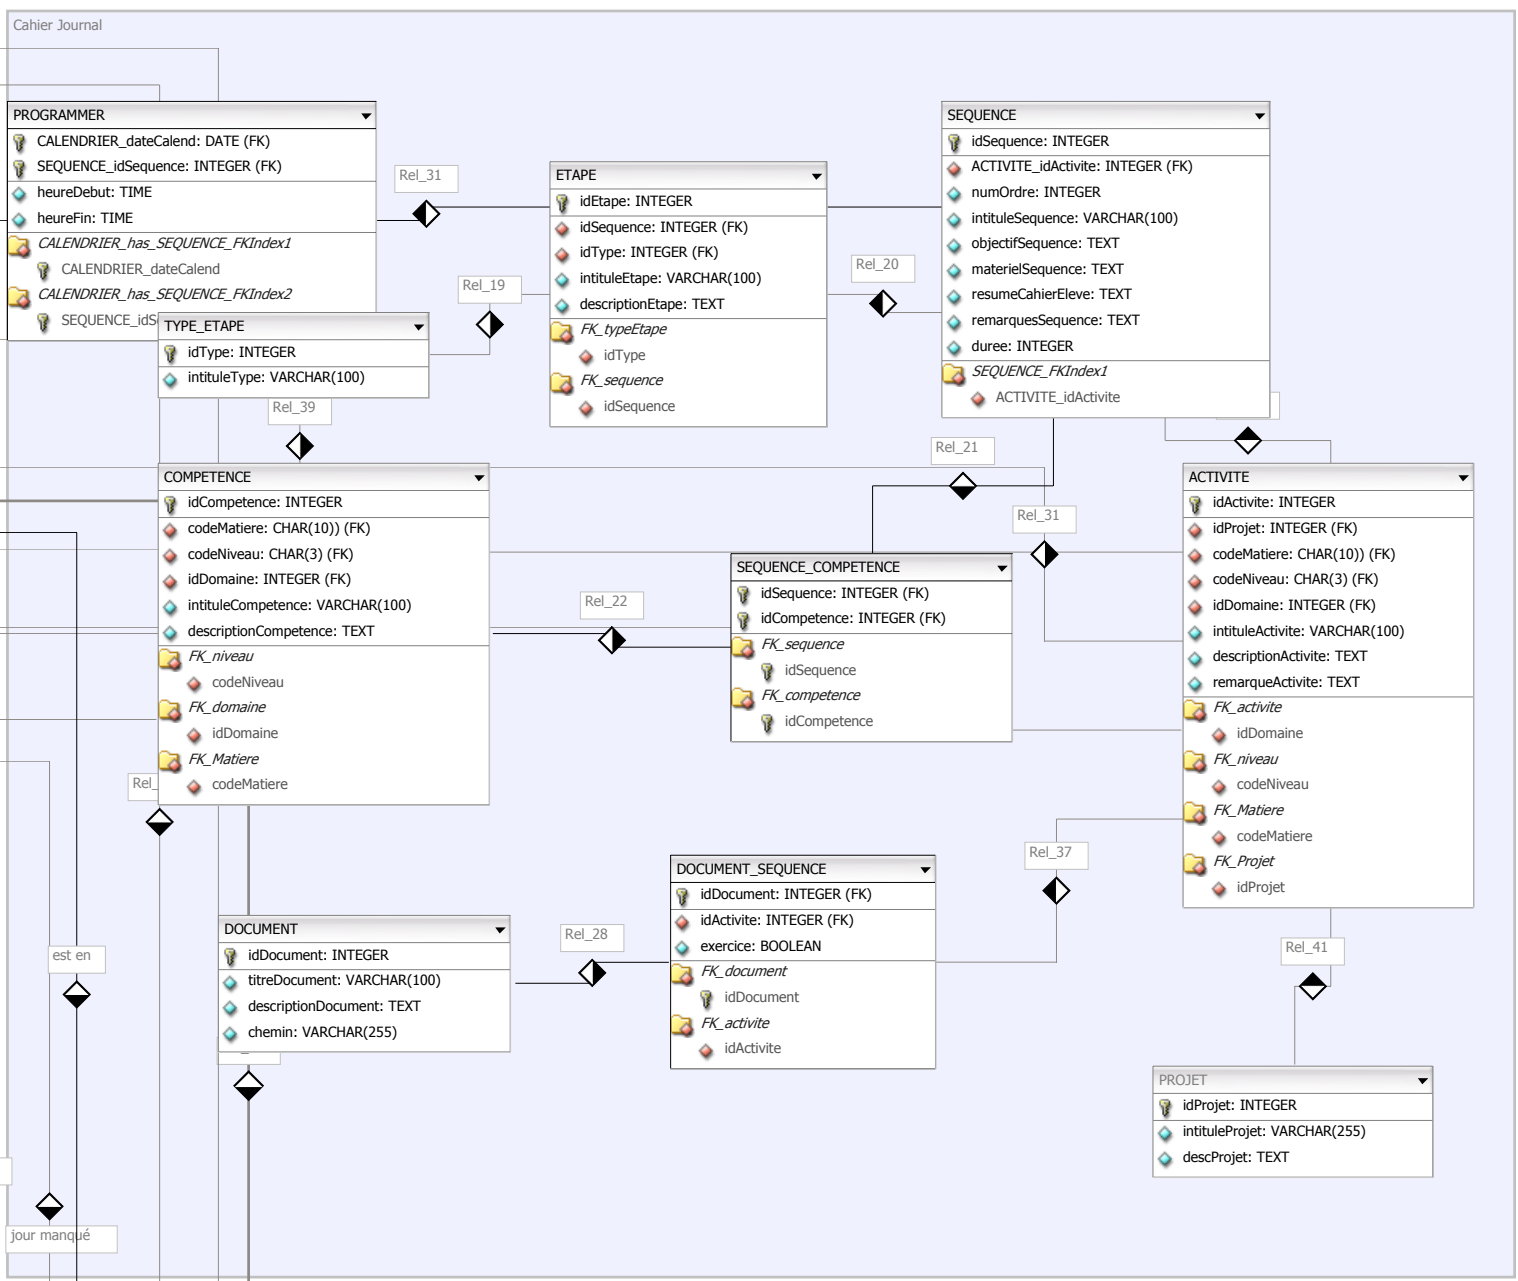 Cahier Journal
PROGRAMMER
CALENDRIER_dateCalend: DATE (FK)
SEQUENCE_idSequence: INTEGER (FK)
heureDebut: TIME
heureFin: TIME
CALENDRIER_has_SEQUENCE_FKIndex1
CALENDRIER_dateCalend
CALENDRIER_has_SEQUENCE_FKIndex2
SEQUENCE_idS
Rel_31
ETAPE
idEtape: INTEGER
idSequence: INTEGER (FK)
idType: INTEGER (FK)
intituleEtape: VARCHAR(100)
descriptionEtape: TEXT
FK_typeEtape
idType
FK_sequence
idSequence
Rel_20
SEQUENCE
idSequence: INTEGER
ACTIVITE_idActivite: INTEGER (FK)
numOrdre: INTEGER
intituleSequence: VARCHAR(100)
objectifSequence: TEXT
materielSequence: TEXT
resumeCahierEleve: TEXT
remarquesSequence: TEXT
duree: INTEGER
SEQUENCE_FKIndex1
ACTIVITE_idActivite
Rel_19
TYPE_ETAPE
idType: INTEGER
intituleType: VARCHAR(100)
Rel_39
COMPETENCE
idCompetence: INTEGER
codeMatiere: CHAR(10)) (FK)
codeNiveau: CHAR(3) (FK)
idDomaine: INTEGER (FK)
intituleCompetence: VARCHAR(100)
descriptionCompetence: TEXT
FK_niveau
codeNiveau
FK_domaine
idDomaine
FK_Matiere
codeMatiere
Rel_
Rel_22
Rel_21
Rel_31
SEQUENCE_COMPETENCE
idSequence: INTEGER (FK)
idCompetence: INTEGER (FK)
FK_sequence
idSequence
FK_competence
idCompetence
ACTIVITE
idActivite: INTEGER
idProjet: INTEGER (FK)
codeMatiere: CHAR(10)) (FK)
codeNiveau: CHAR(3) (FK)
idDomaine: INTEGER (FK)
intituleActivite: VARCHAR(100)
descriptionActivite: TEXT
remarqueActivite: TEXT
FK_activite
idDomaine
FK_niveau
codeNiveau
FK_Matiere
codeMatiere
FK_Projet
idProjet
Rel_37
DOCUMENT_SEQUENCE
idDocument: INTEGER (FK)
idActivite: INTEGER (FK)
exercice: BOOLEAN
FK_document
idDocument
FK_activite
idActivite
Rel_28
DOCUMENT
idDocument: INTEGER
titreDocument: VARCHAR(100)
descriptionDocument: TEXT
chemin: VARCHAR(255)
est en
Rel_41
PROJET
idProjet: INTEGER
intituleProjet: VARCHAR(255)
descProjet: TEXT
jour manqué